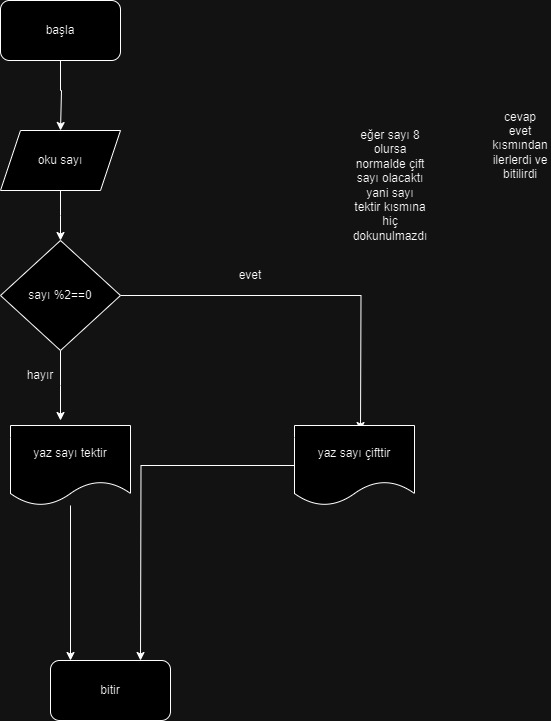 başla
oku sayı
eğer sayı 8
olursa
normalde çift
sayı olacaktı
yani sayı
tektir kısmına
hiç
dokunulmazdı
cevap
evet
kısmından
ilerlerdi ve
bitilirdi
sayı %2==0
evet
hayır
yaz sayı tektir
yaz sayı çifttir
bitir